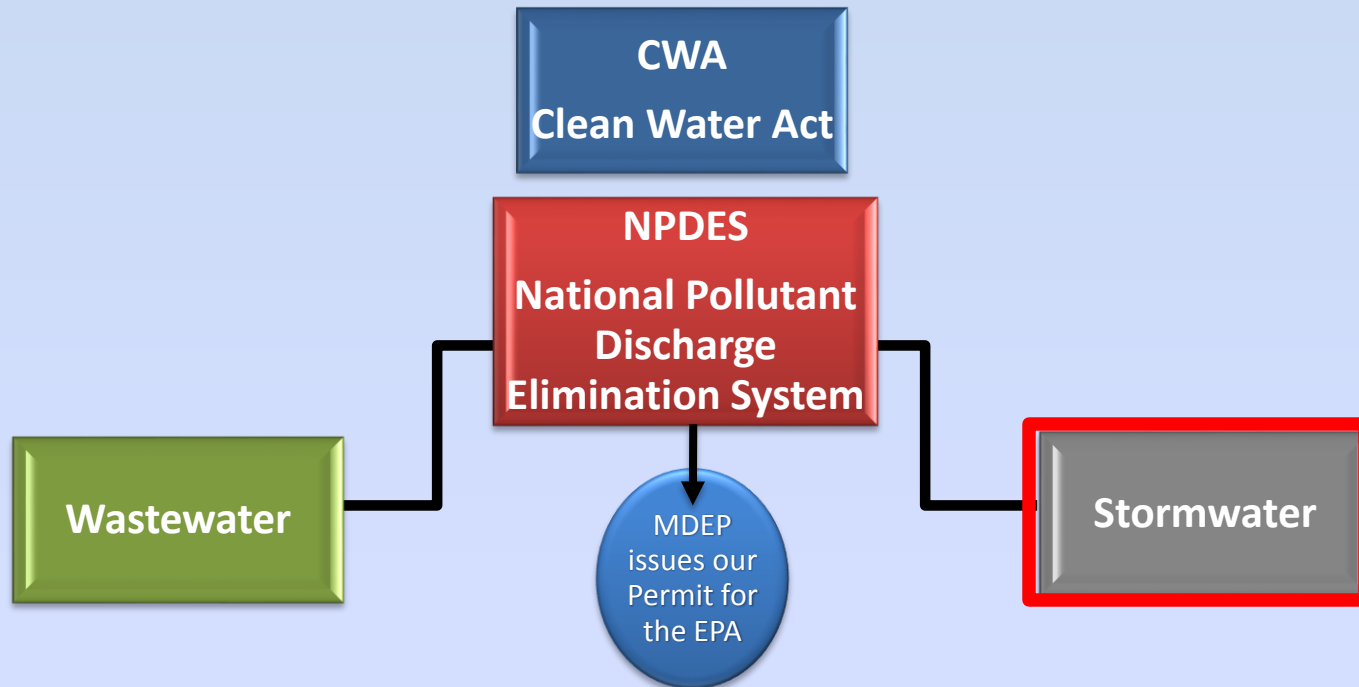 CWA
Clean Water Act
NPDES
National Pollutant
Discharge
Elimination System
Wastewater
Stormwater
MDEP
issues our
Permit for
the EPA